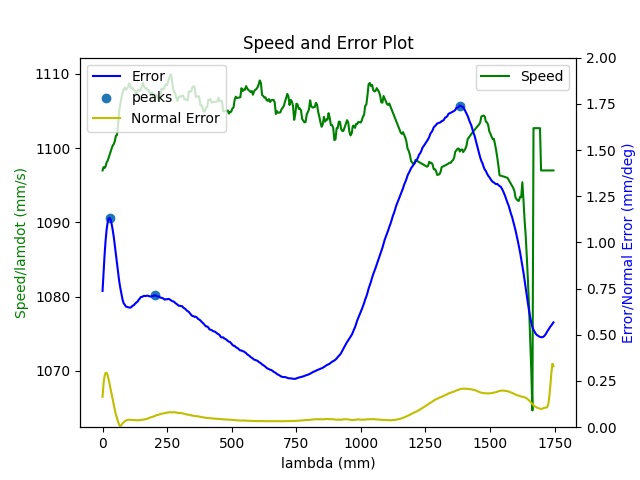 Speed and Error Plot
Error
peaks
Normal Error
Speed
1110
1100
1090
1080
1070
Speed/lamdot (mm/s)
2.00
1.75
1.50
1.25
1.00
0.75
0.50
0.25
0.00
Error/Normal Error (mm/deg)
0 250 500 750 1000 1250 1500 1750
lambda (mm)